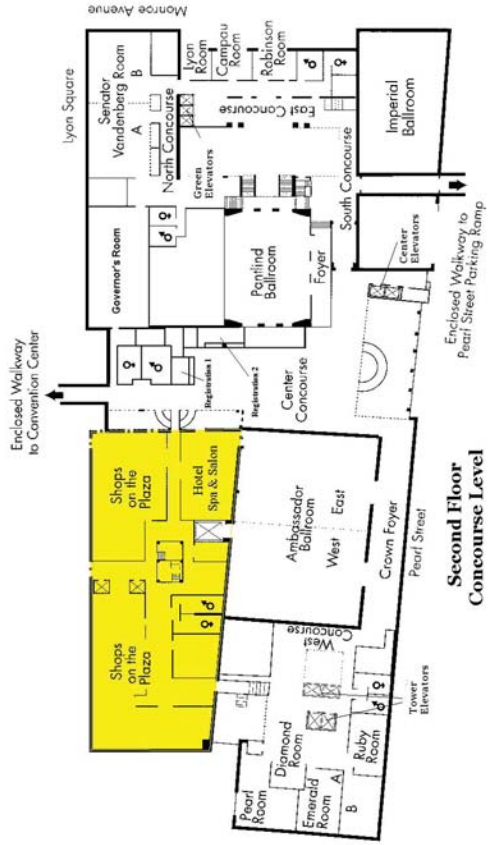 Monroe Avenue
Lyon Square
Senator
Vandenberg Room
A
B
North Concourse
Lyon
Room
Campau
Room
Robinson
Room
East Concourse
Green
Elevators
Governor's Room
Pantlind
Ballroom
Foyer
South Concourse
Imperial
Ballroom
Enclosed Walkway to
Pearl Street Parking Ramp
Center
Elevators
Enclosed Walkway
to Convention Center
Registration 1
Registration 2
Center
Concourse
Shops
on the
Plaza
Hotel
Spa & Salon
Shops
on the
Plaza
Ambassador
Ballroom
West
East
Crown Foyer
Pearl Street
West
Concourse
Tower
Elevators
Diamond
Room
Pearl
Room
Emerald
Room
A
B
Ruby
Room
Second Floor
Concourse Level